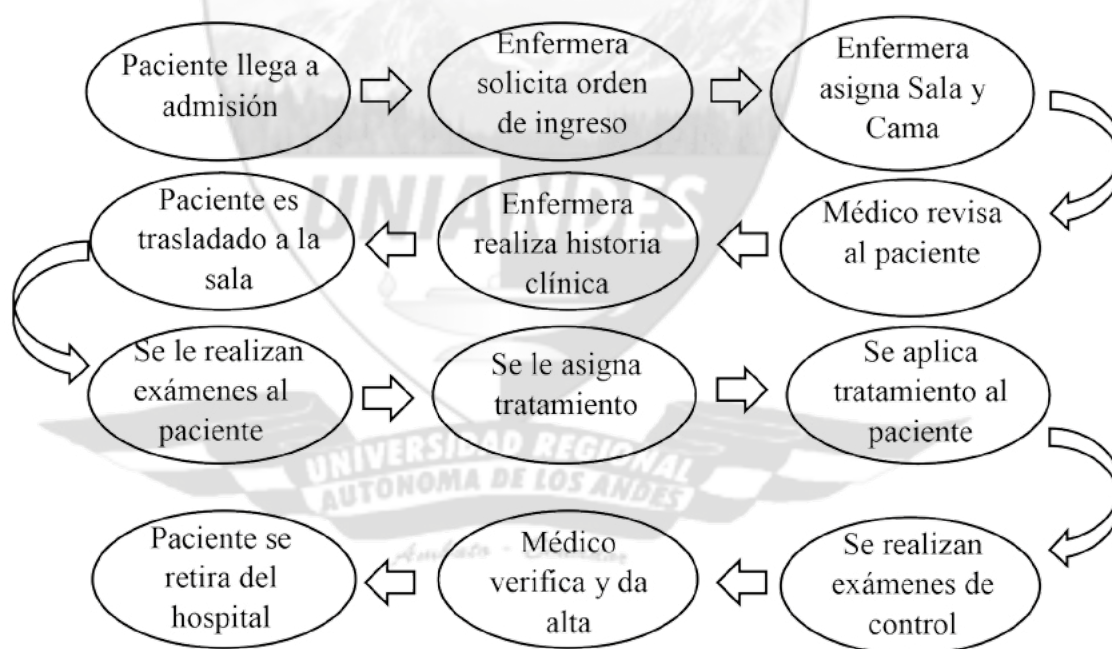 Paciente llega a
admisión
Enfermera
solicita orden
de ingreso
Enfermera
asigna Sala y
Cama
Médico revisa
al paciente
Enfermera
realiza historia
clínica
Paciente es
trasladado a la
sala
Se le realizan
exámenes al
paciente
Se le asigna
tratamiento
Se aplica
tratamiento al
paciente
Se realizan
exámenes de
control
Médico
verifica y da
alta
Paciente se
retira del
hospital
UNIANDES
UNIVERSIDAD REGIONAL
AUTONOMA DE LOS ANDES
Ambato -